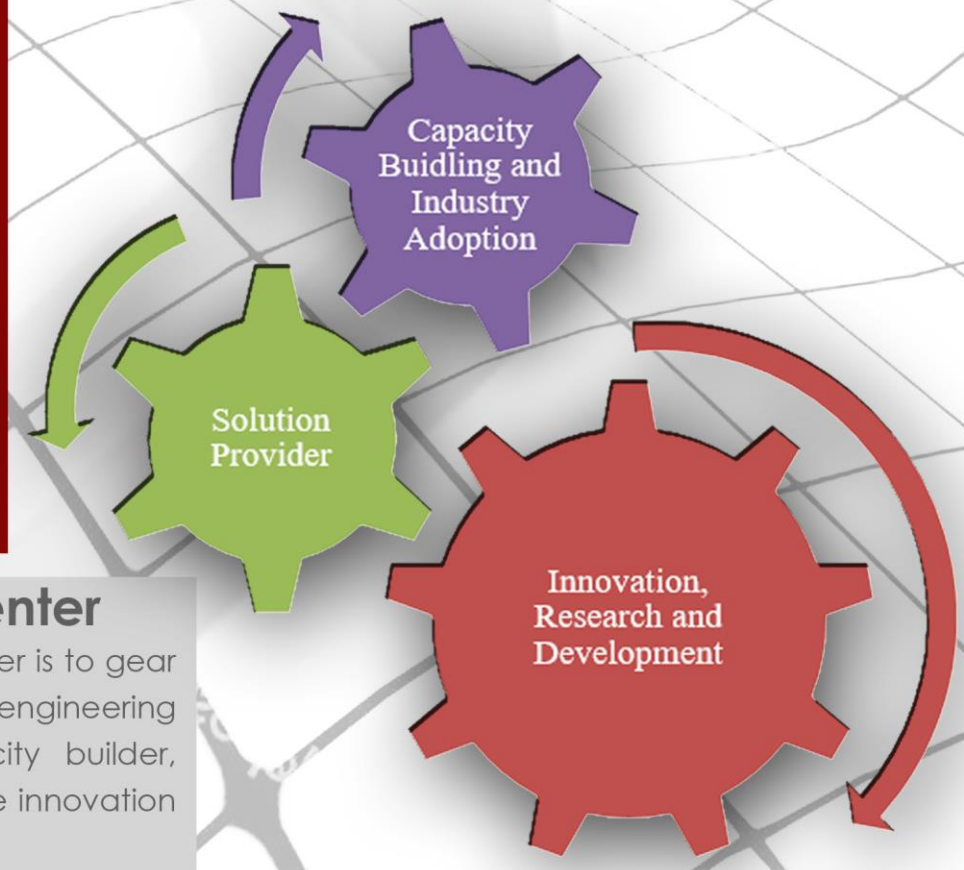 Capacity
Buidling and
Industry
Adoption
Solution
Provider
Innovation,
Research and
Development
enter
er is to gear
engineering
city builder,
e innovation